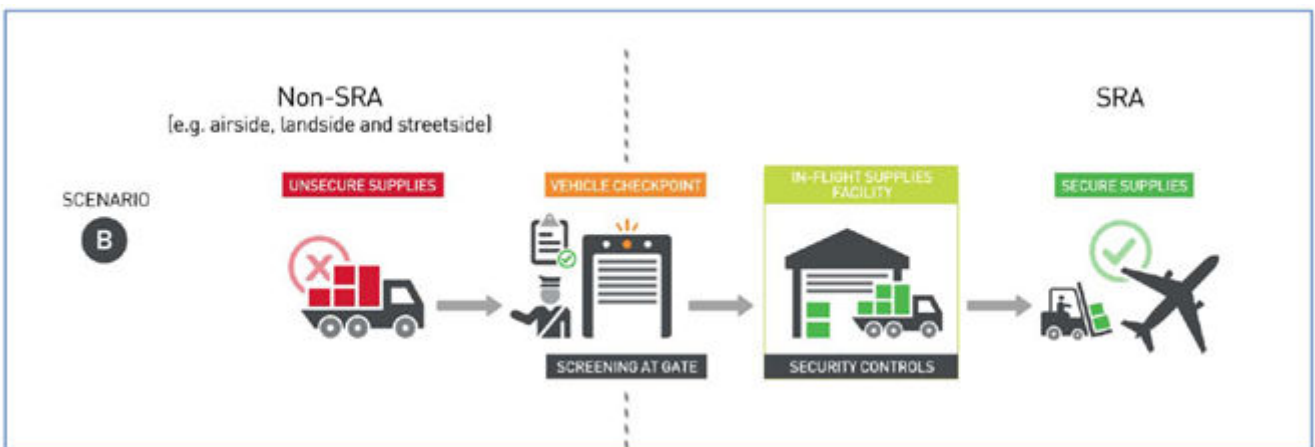 Non-SRA
(e.g. airside, landside and streetside)
SRA
SCENARIO
B
UNSECURE SUPPLIES
VEHICLE CHECKPOINT
IN-FLIGHT SUPPLIES
FACILITY
SECURE SUPPLIES
SCREENING AT GATE
SECURITY CONTROLS